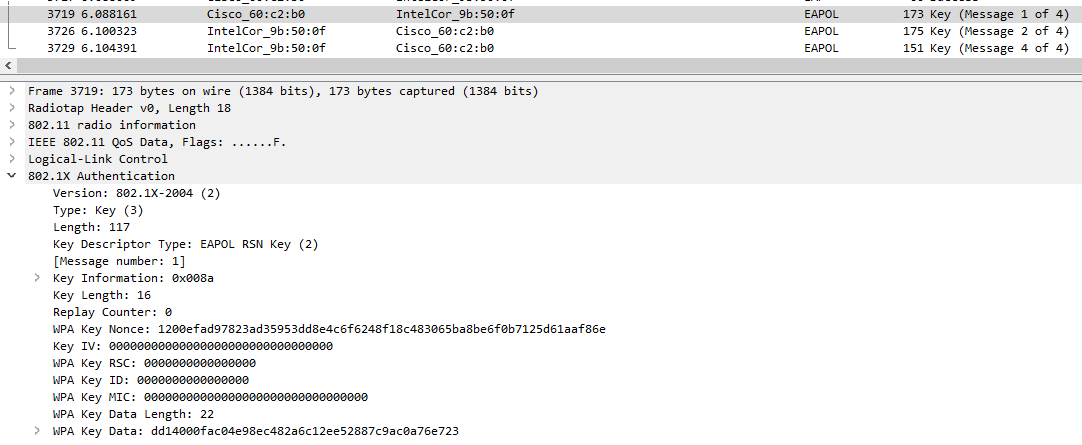 3719 6.088161 Cisco_60:c2:b0 IntelCor_9b:50:0f EAPOL 173 Key (Message 1 of 4)
3726 6.100323 IntelCor_9b:50:0f Cisco_60:c2:b0 EAPOL 175 Key (Message 2 of 4)
3729 6.104391 IntelCor_9b:50:0f Cisco_60:c2:b0 EAPOL 151 Key (Message 4 of 4)
Frame 3719: 173 bytes on wire (1384 bits), 173 bytes captured (1384 bits)
Radiotap Header v0, Length 18
802.11 radio information
IEEE 802.11 QoS Data, Flags: ......F.
Logical-Link Control
802.1X Authentication
Version: 802.1X-2004 (2)
Type: Key (3)
Length: 117
Key Descriptor Type: EAPOL RSN Key (2)
[Message number: 1]
Key Information: 0x008a
Key Length: 16
Replay Counter: 0
WPA Key Nonce: 1200efad97823ad35953dd8e4c6f6248f18c483065ba8be6f0b7125d61aaf86e
Key IV: 00000000000000000000000000000000
WPA Key RSC: 0000000000000000
WPA Key ID: 0000000000000000
WPA Key MIC: 00000000000000000000000000000000
WPA Key Data Length: 22
WPA Key Data: dd14000fac04e98ec482a6c12ee52887c9ac0a76e723